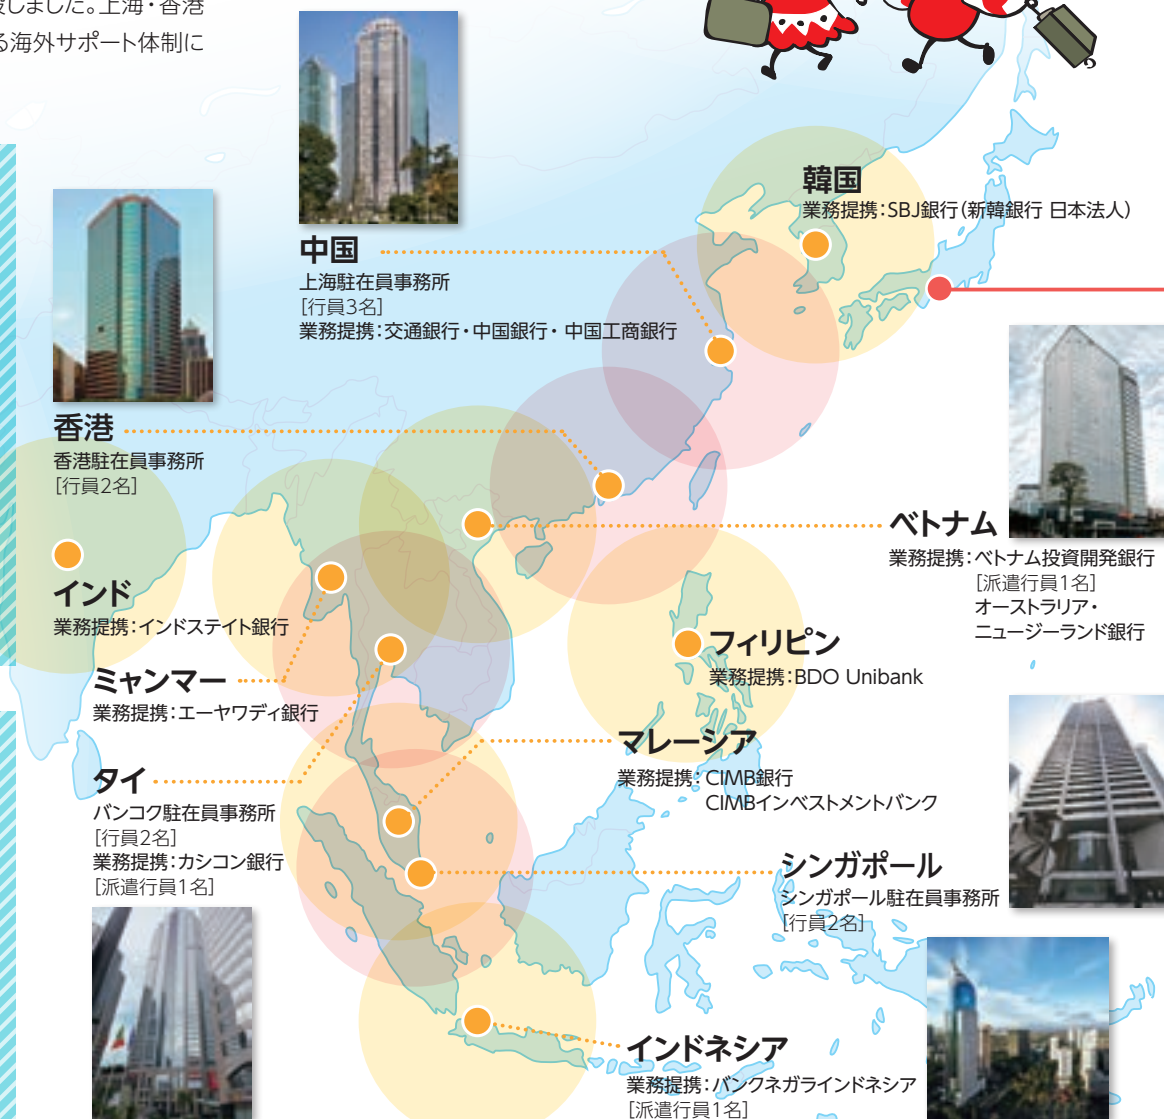 しました。上海・香港
る海外サポート体制に
韓国
業務提携:SBJ銀行(新韓銀行 日本法人)
中国
上海駐在員事務所
[行員3名]
業務提携:交通銀行・中国銀行・ 中国工商銀行
香港
香港駐在員事務所
[行員2名]
ベトナム
業務提携:ベトナム投資開発銀行
[派遣行員1名]
オーストラリア・
ニュージーランド銀行
インド
業務提携:インドステイト銀行
フィリピン
業務提携:BDO Unibank
ミャンマー
業務提携:エーヤワディ銀行
マレーシア
業務提携:CIMB銀行
CIMBインベストメントバンク
タイ
バンコク駐在員事務所
[行員2名]
業務提携:カシコン銀行
[派遣行員1名]
シンガポール
シンガポール駐在員事務所
[行員2名]
インドネシア
業務提携:バンクネガラインドネシア
[派遣行員1名]